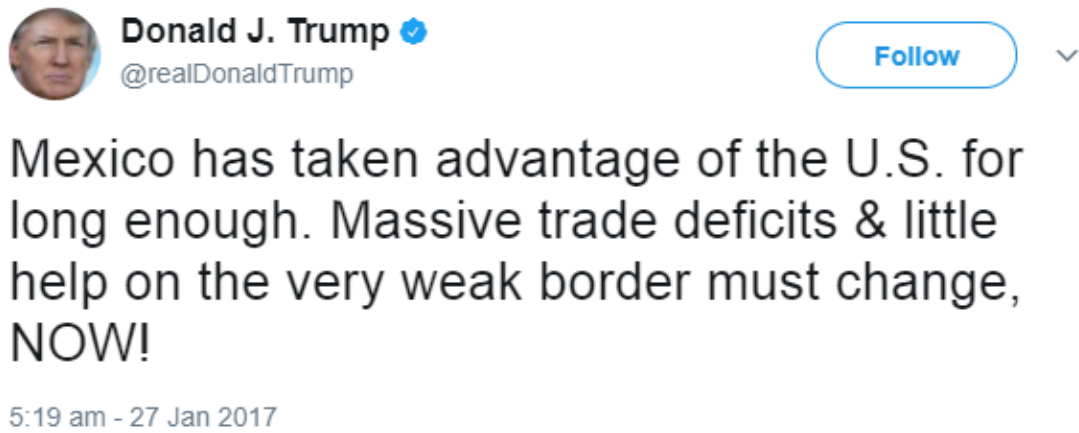 Donald J. Trump
@realDonaldTrump
Follow
Mexico has taken advantage of the U.S. for
long enough. Massive trade deficits & little
help on the very weak border must change,
NOW!
5:19 am - 27 Jan 2017